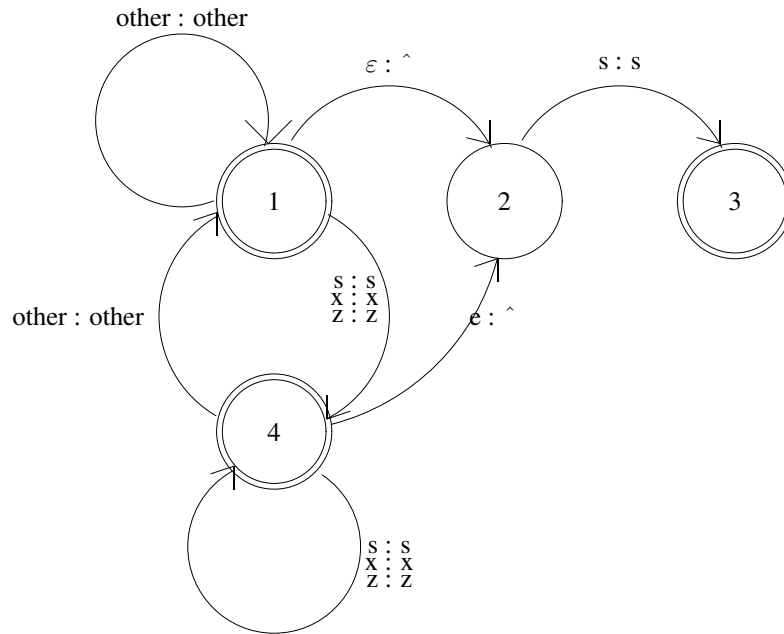 other : other
ε : ˆ
s : s
1
2
3
s : s
x : x
z : z
other : other
e : ˆ
4
s : s
x : x
z : z